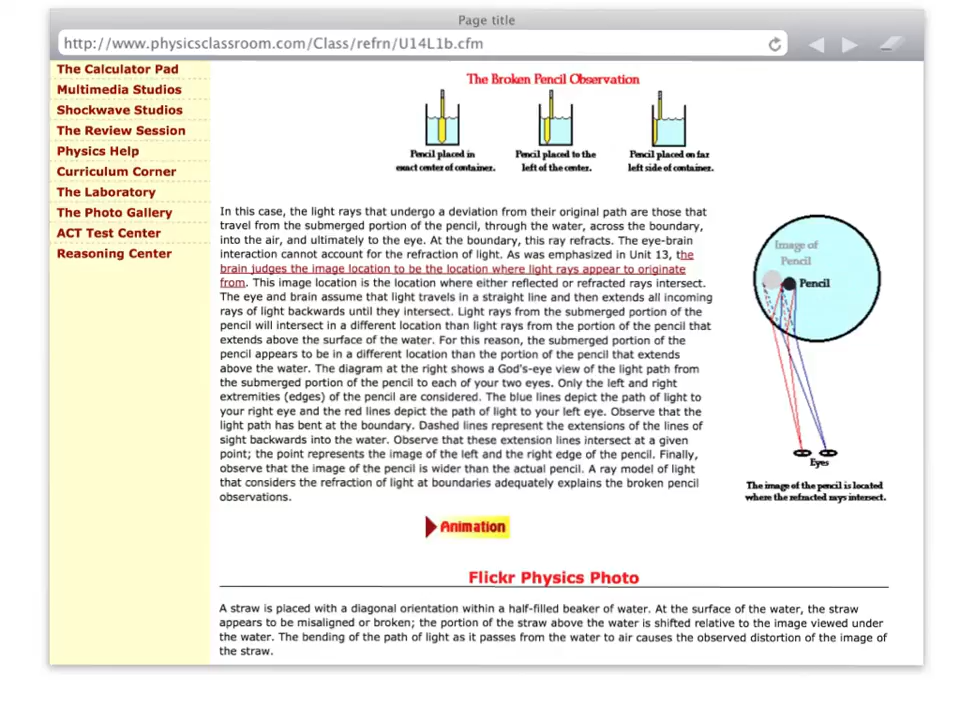 Page title
http://www.physicsclassroom.com/Class/refrn/U14L1b.cfm
The Calculator Pad
Multimedia Studios
Shockwave Studios
The Review Session
Physics Help
Curriculum Corner
The Laboratory
The Photo Gallery
ACT Test Center
Reasoning Center
The Broken Pencil Observation
Pencil placed in
exact center of container.
Pencil placed to the
left of the center.
Pencil placed on far
left side of container.
In this case, the light rays that undergo a deviation from their original path are those that
travel from the submerged portion of the pencil, through the water, across the boundary,
into the air, and ultimately to the eye. At the boundary, this ray refracts. The eye-brain
interaction cannot account for the refraction of light. As was emphasized in Unit 13, the
brain judges the image location to be the location where light rays appear to originate
from. This image location is the location where either reflected or refracted rays intersect.
The eye and brain assume that light travels in a straight line and then extends all incoming
rays of light backwards until they intersect. Light rays from the submerged portion of the
pencil will intersect in a different location than light rays from the portion of the pencil that
extends above the surface of the water. For this reason, the submerged portion of the
pencil appears to be in a different location than the portion of the pencil that extends
above the water. The diagram at the right shows a God's-eye view of the light path from
the submerged portion of the pencil to each of your two eyes. Only the left and right
extremities (edges) of the pencil are considered. The blue lines depict the path of light to
your right eye and the red lines depict the path of light to your left eye. Observe that the
light path has bent at the boundary. Dashed lines represent the extensions of the lines of
sight backwards into the water. Observe that these extension lines intersect at a given
point; the point represents the image of the left and the right edge of the pencil. Finally,
observe that the image of the pencil is wider than the actual pencil. A ray model of light
that considers the refraction of light at boundaries adequately explains the broken pencil
observations.
Image of
Pencil
Pencil
Eyes
The image of the pencil is located
where the refracted rays intersect.
Animation
Flickr Physics Photo
A straw is placed with a diagonal orientation within a half-filled beaker of water. At the surface of the water, the straw
appears to be misaligned or broken; the portion of the straw above the water is shifted relative to the image viewed under
the water. The bending of the path of light as it passes from the water to air causes the observed distortion of the image of
the straw.